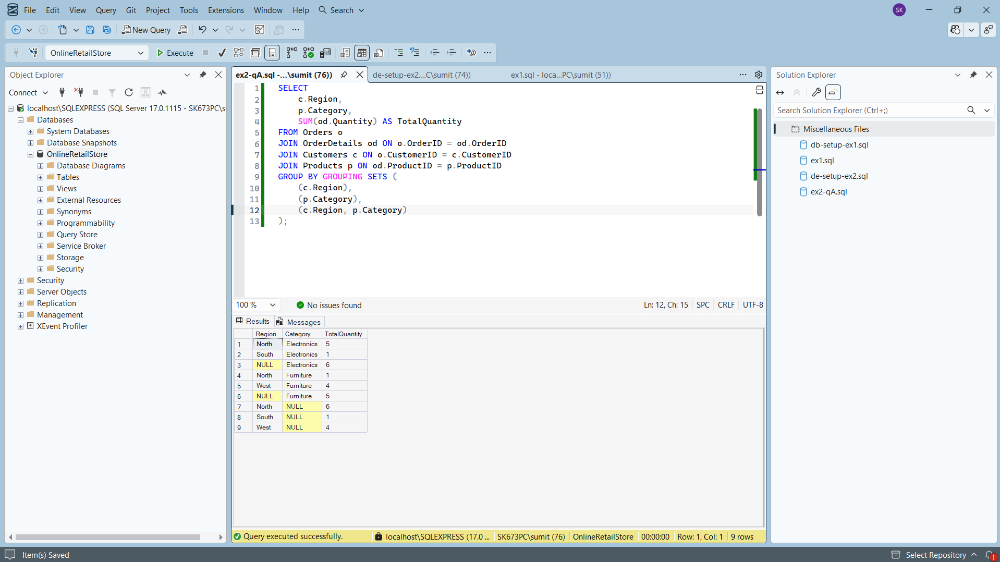 File Edit View Query Git Project Tools Extensions Window Help Search SK
New Query
OnlineRetailStore Execute
Object Explorer
Connect
localhost\SQLEXPRESS (SQL Server 17.0.1115 - SK673PC\su
Databases
System Databases
Database Snapshots
OnlineRetailStore
Database Diagrams
Tables
Views
External Resources
Synonyms
Programmability
Query Store
Service Broker
Storage
Security
Security
Server Objects
Replication
Management
XEvent Profiler
ex2-qA.sql -...\sumit (76)) de-setup-ex2....C\sumit (74)) ex1.sql - loca...PC\sumit (51))
1 SELECT
2 c.Region,
3 p.Category,
4 SUM(od.Quantity) AS TotalQuantity
5 FROM Orders o
6 JOIN OrderDetails od ON o.OrderID = od.OrderID
7 JOIN Customers c ON o.CustomerID = c.CustomerID
8 JOIN Products p ON od.ProductID = p.ProductID
9 GROUP BY GROUPING SETS (
10 (c.Region),
11 (p.Category),
12 (c.Region, p.Category)
13 );
100 % No issues found Ln: 12, Ch: 15 SPC CRLF UTF-8
Results Messages
Region Category TotalQuantity
1 North Electronics 5
2 South Electronics 1
3 NULL Electronics 6
4 North Furniture 1
5 West Furniture 4
6 NULL Furniture 5
7 North NULL 6
8 South NULL 1
9 West NULL 4
Query executed successfully. localhost\SQLEXPRESS (17.0 ... SK673PC\sumit (76) OnlineRetailStore 00:00:00 Row: 1, Col: 1 9 rows
Solution Explorer
Search Solution Explorer (Ctrl+;)
Miscellaneous Files
db-setup-ex1.sql
ex1.sql
de-setup-ex2.sql
ex2-qA.sql
Item(s) Saved Select Repository 1